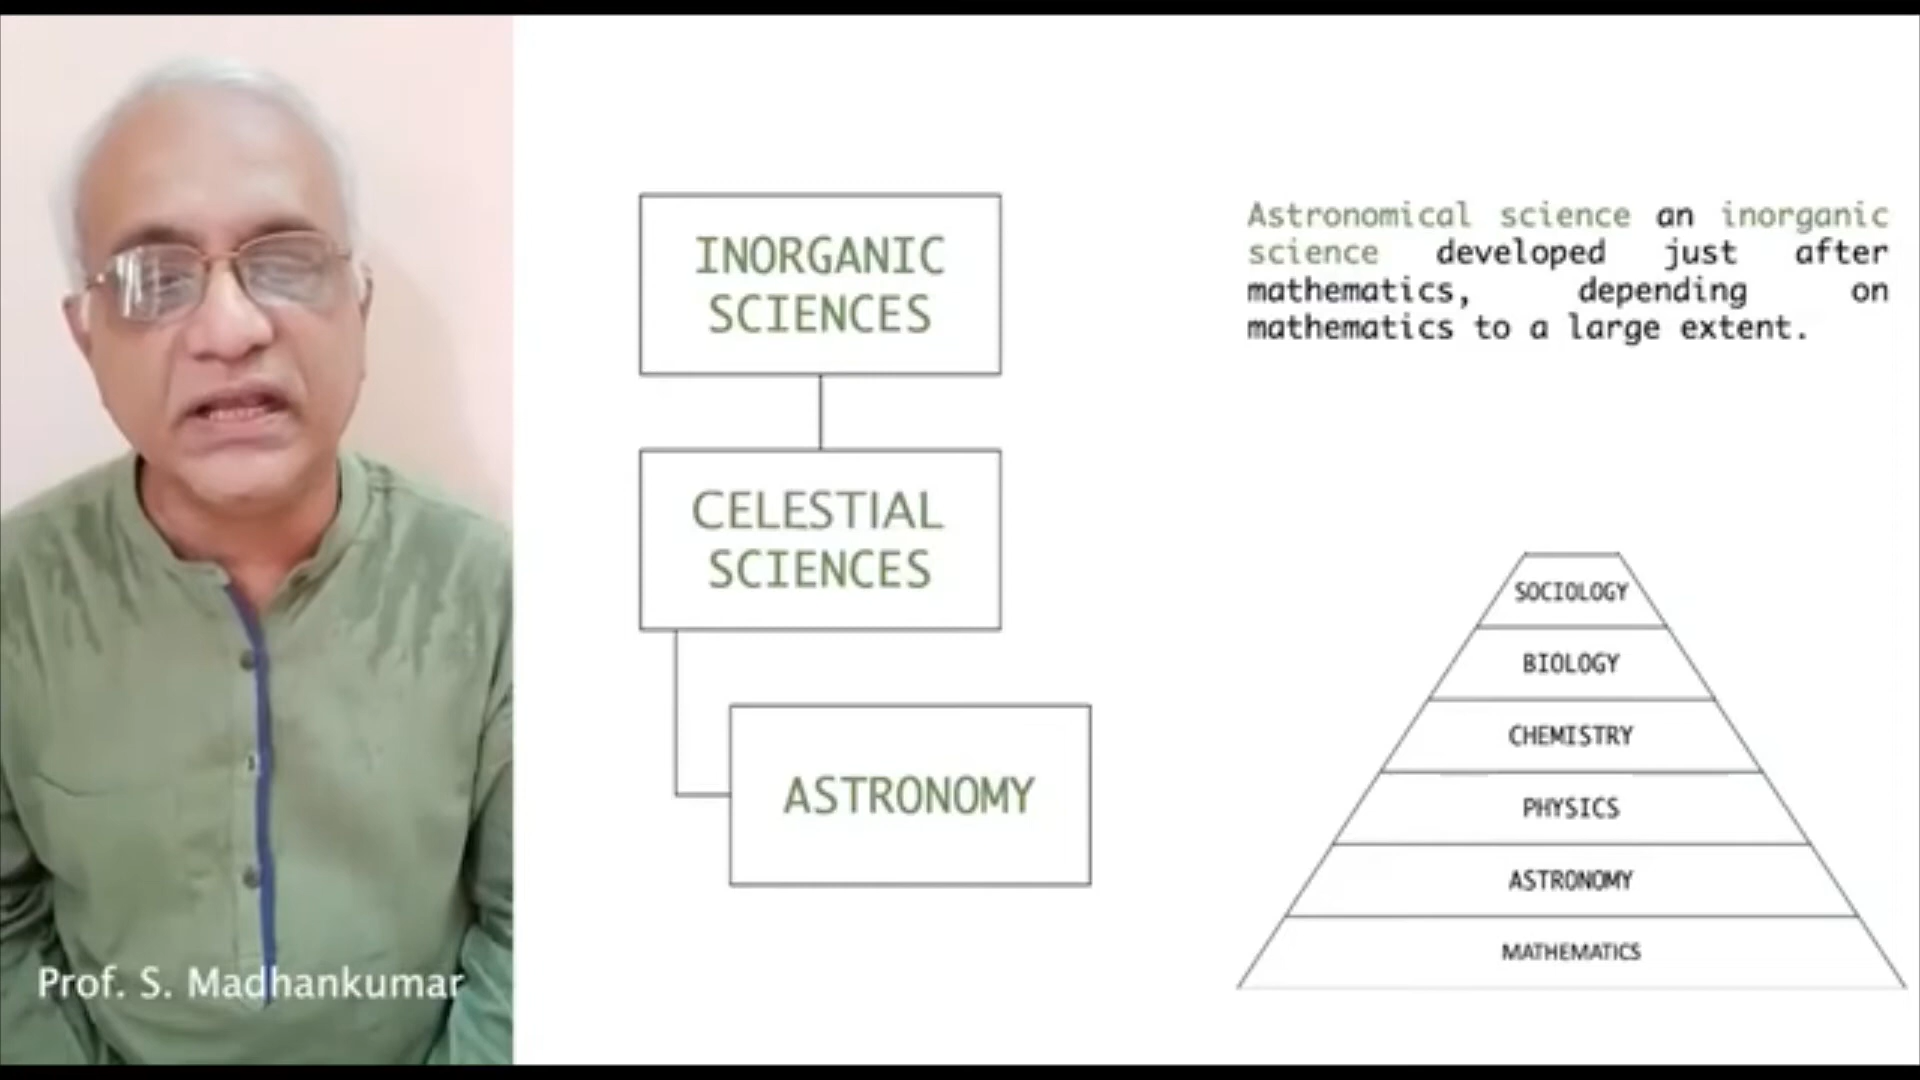 Prof. S. Madhankumar
INORGANIC
SCIENCES
CELESTIAL
SCIENCES
ASTRONOMY
Astronomical science an inorganic
science developed just after
mathematics, depending on
mathematics to a large extent.
SOCIOLOGY
BIOLOGY
CHEMISTRY
PHYSICS
ASTRONOMY
MATHEMATICS